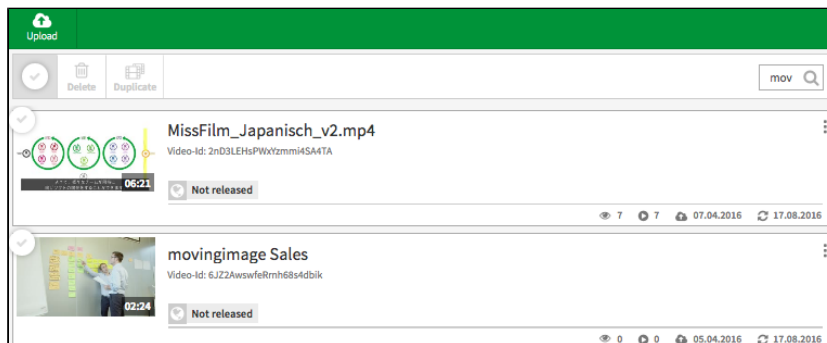 Upload
Delete
Duplicate
mov
MissFilm_Japanisch_v2.mp4
Video-Id: 2nD3LEHsPWxYzmmi4SA4TA
06:21
Not released
7 7 07.04.2016 17.08.2016
movingimage Sales
Video-Id: 6JZ2AwswfeRrnh68s4dbik
02:24
Not released
0 0 05.04.2016 17.08.2016